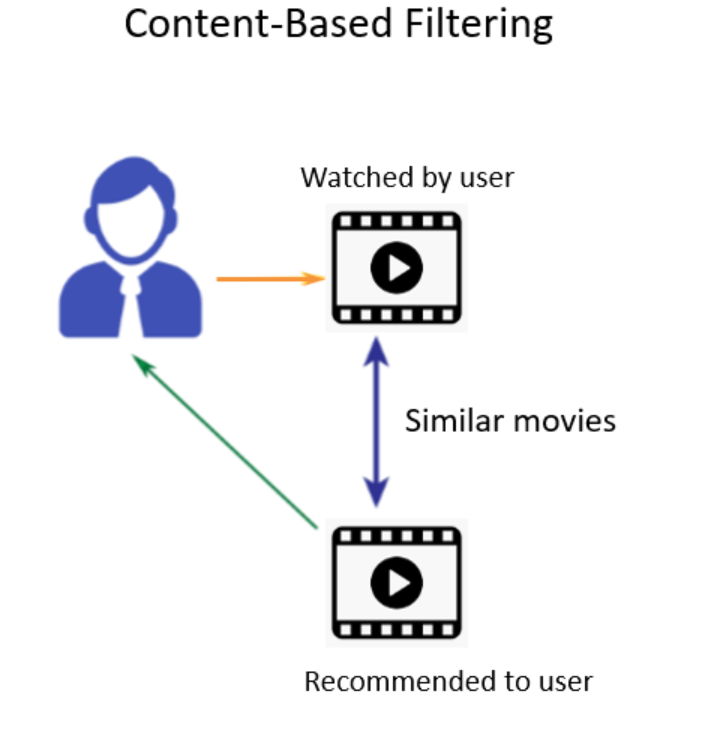 Content-Based Filtering
Watched by user
Similar movies
Recommended to user